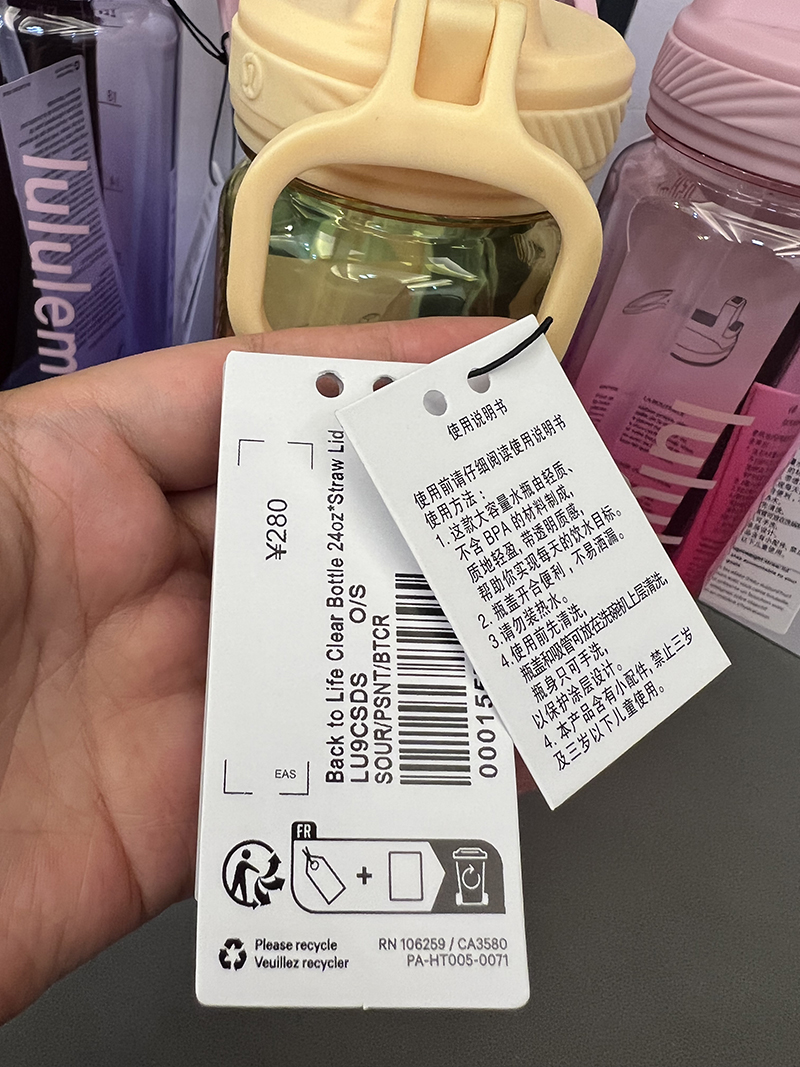 lululem
lulu
¥280
EAS
Back to Life Clear Bottle 24oz*Straw Lid
LU9CSDS O/S
SOUR/PSNT/BTCR
00015
FR
+
Please recycle
Veuillez recycler
RN 106259 / CA3580
PA-HT005-0071
使用说明书
使用前请仔细阅读使用说明书
使用方法：
1. 这款大容量水瓶由轻质、
不含 BPA 的材料制成，
质地轻盈，带透明质感，
帮助你实现每天的饮水目标。
2. 瓶盖开合便利，不易洒漏。
3.请勿装热水。
4.使用前先清洗，
瓶盖和吸管可放在洗碗机上层清洗，
瓶身只可手洗，
以保护涂层设计。
4. 本产品含有小配件，禁止三岁
及三岁以下儿童使用。